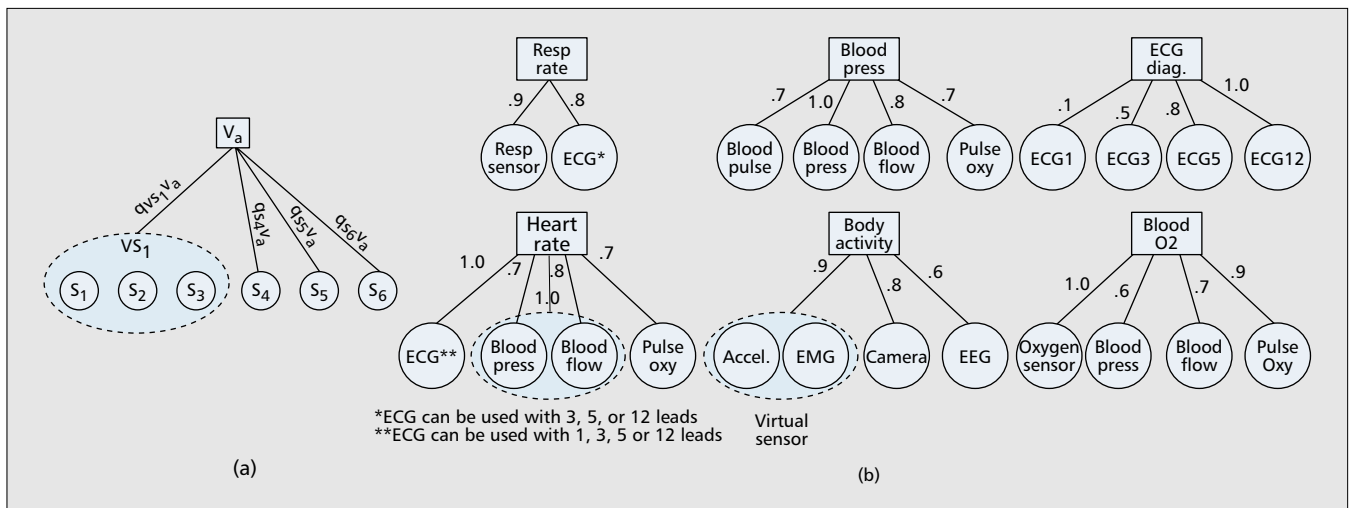 Va
qvs1va
qs4va
qs5va
qs6va
VS1
S1 S2 S3 S4 S5 S6
(a)
Resp
rate
.9 .8
Resp
sensor
ECG*
Blood
press
.7 1.0 .8 .7
Blood
pulse
Blood
press
Blood
flow
Pulse
oxy
ECG
diag.
.1 .5 .8 1.0
ECG1 ECG3 ECG5 ECG12
Heart
rate
1.0 .7 .8 .7
1.0
ECG**
Blood
press
Blood
flow
Pulse
oxy
Body
activity
.9 .8 .6
Accel. EMG Camera EEG
Virtual
sensor
Blood
O2
1.0 .6 .7 .9
Oxygen
sensor
Blood
press
Blood
flow
Pulse
Oxy
*ECG can be used with 3, 5, or 12 leads
**ECG can be used with 1, 3, 5 or 12 leads
(b)